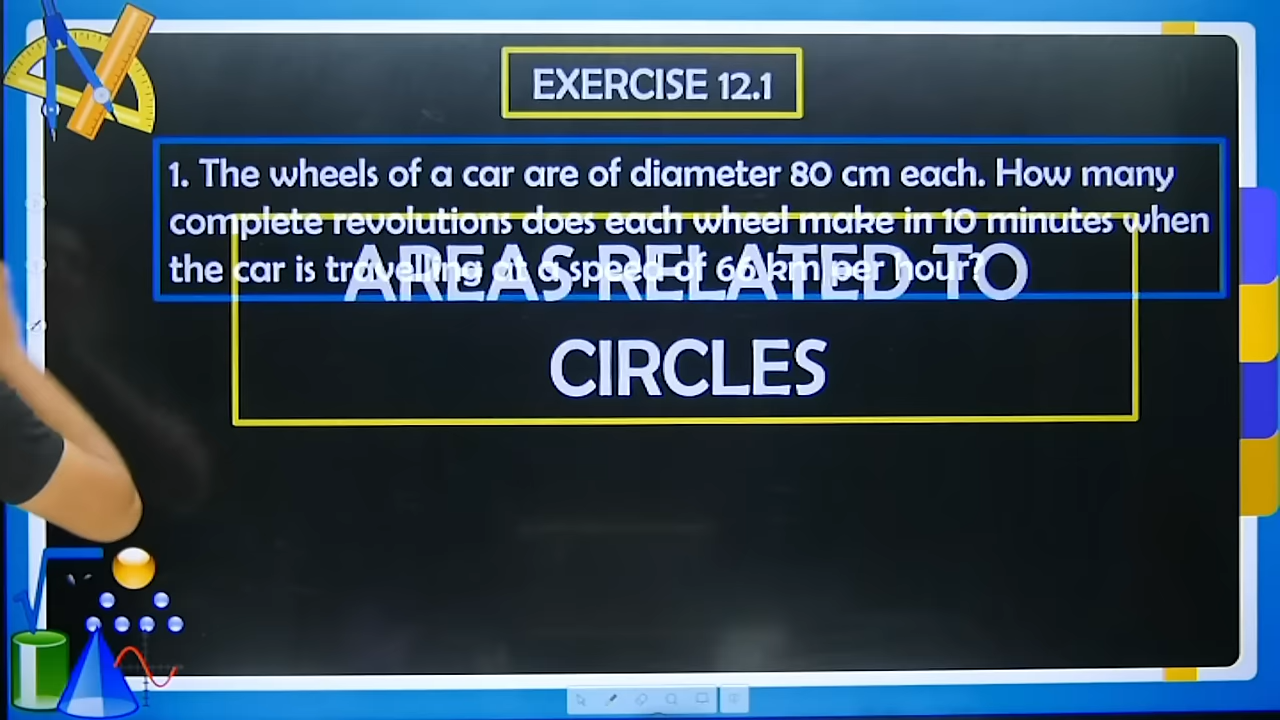 EXERCISE 12.1
1. The wheels of a car are of diameter 80 cm each. How many
complete revolutions does each wheel make in 10 minutes when
the car is travelling at a speed of 66 km per hour?
AREAS RELATED TO
CIRCLES